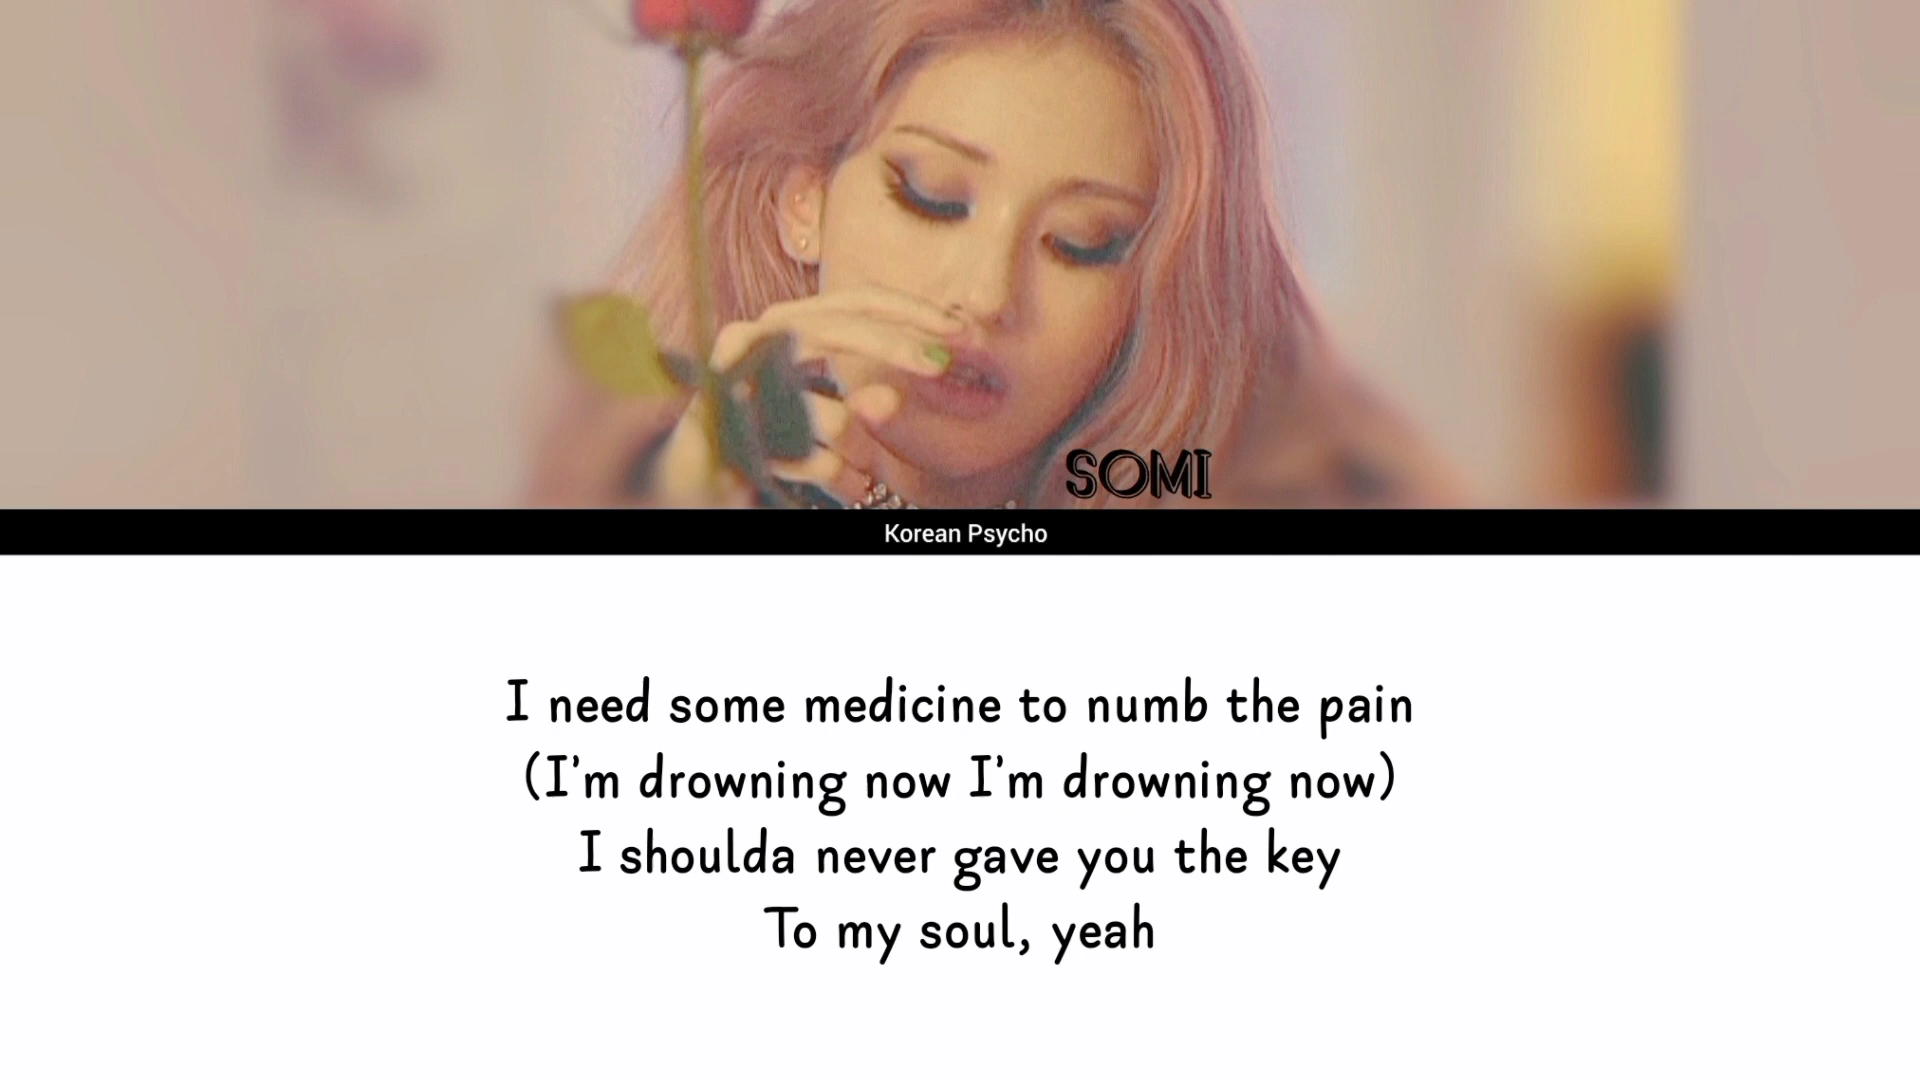 SOMI
Korean Psycho
I need some medicine to numb the pain
(I'm drowning now I'm drowning now)
I shoulda never gave you the key
To my soul, yeah